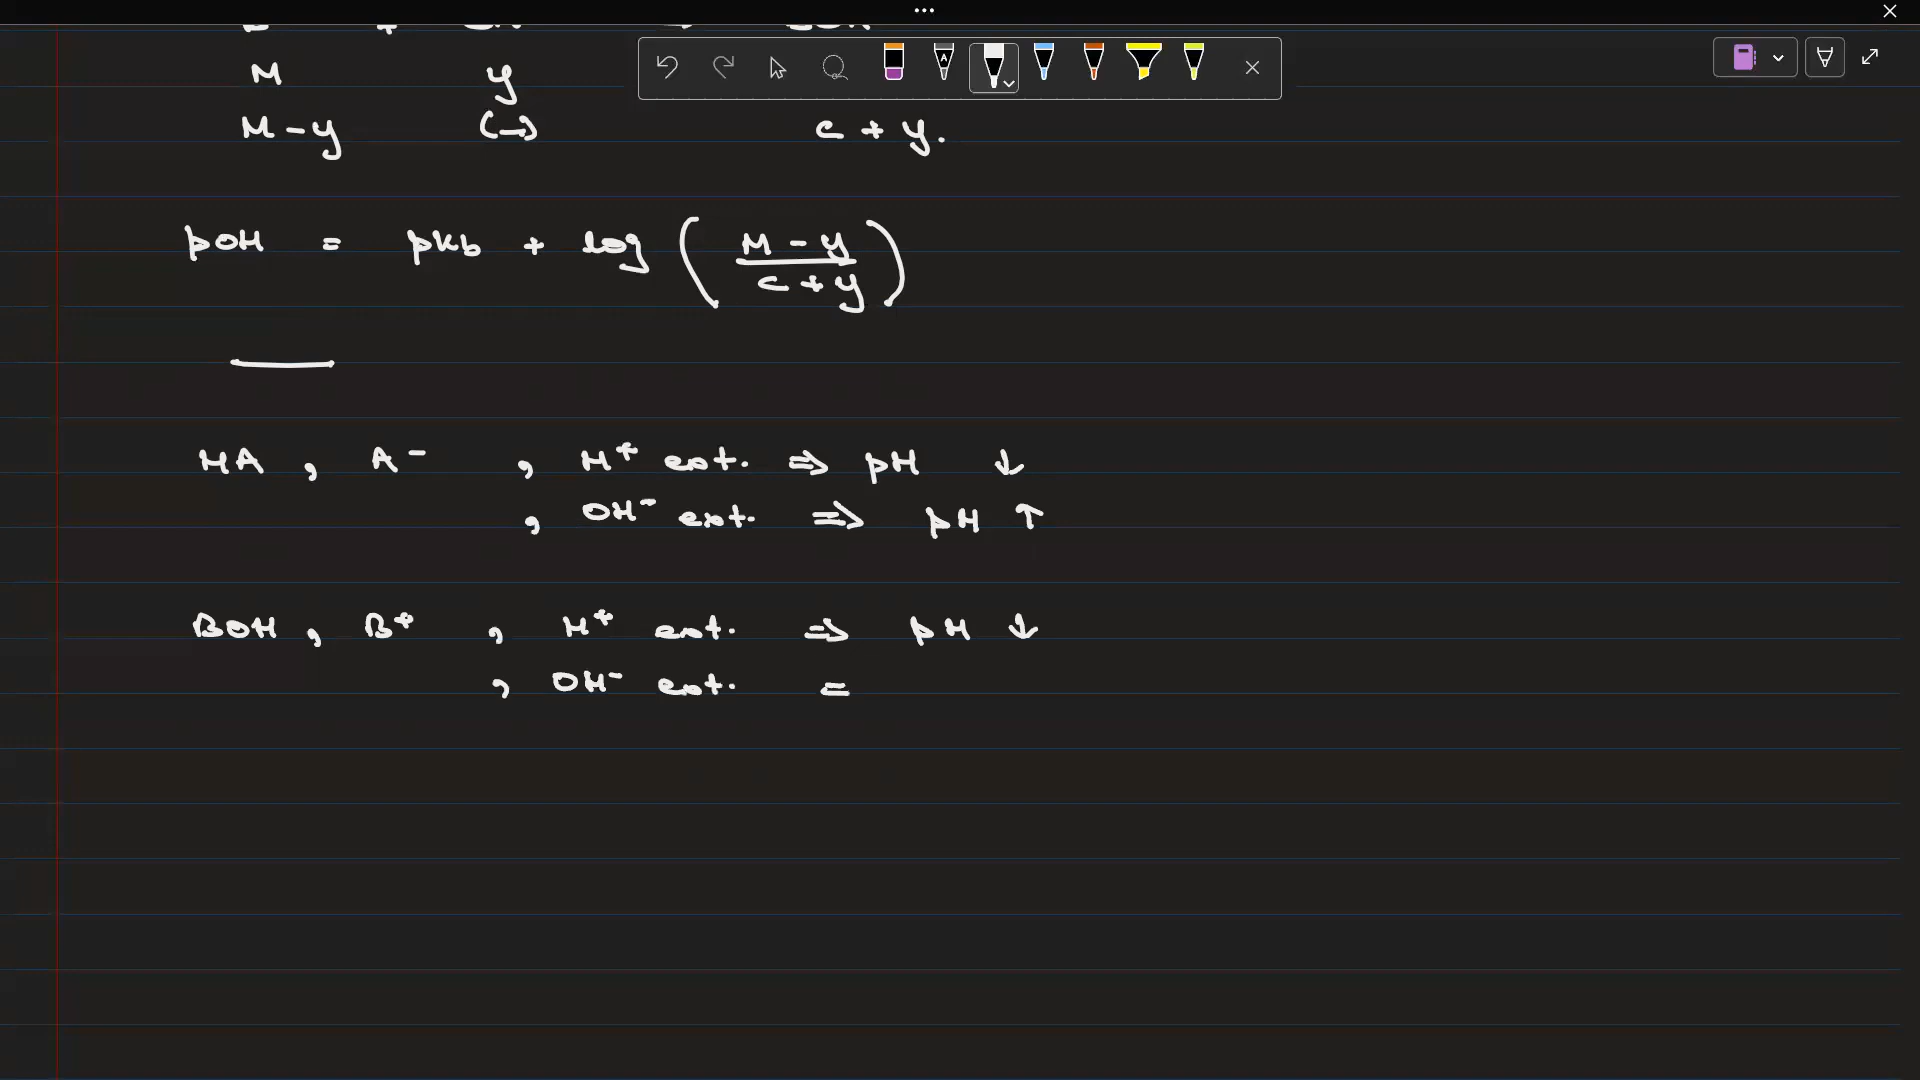 M y
M - y (→) c + y.
pOH = pKb + log ( M - y / c + y )
HA , A⁻ , H⁺ ext. ⇒ pH ↓
, OH⁻ ext. ⇒ pH ↑
BOH , B⁺ , H⁺ ext. ⇒ pH ↓
, OH⁻ ext. =